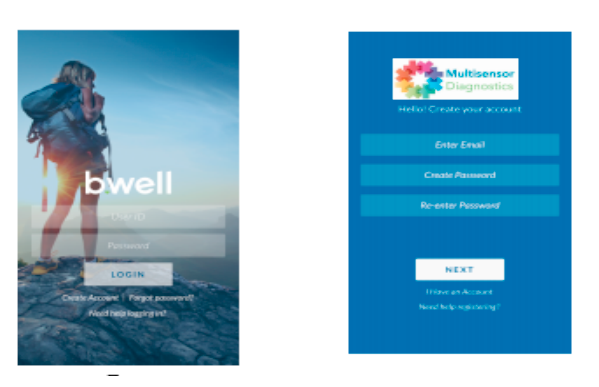 bwell
User ID
Password
LOGIN
Create Account | Forgot password?
Need help logging in?
Multisensor
Diagnostics
Hello! Create your account
Enter Email
Create Password
Re-enter Password
NEXT
I Have an Account
Need help registering?